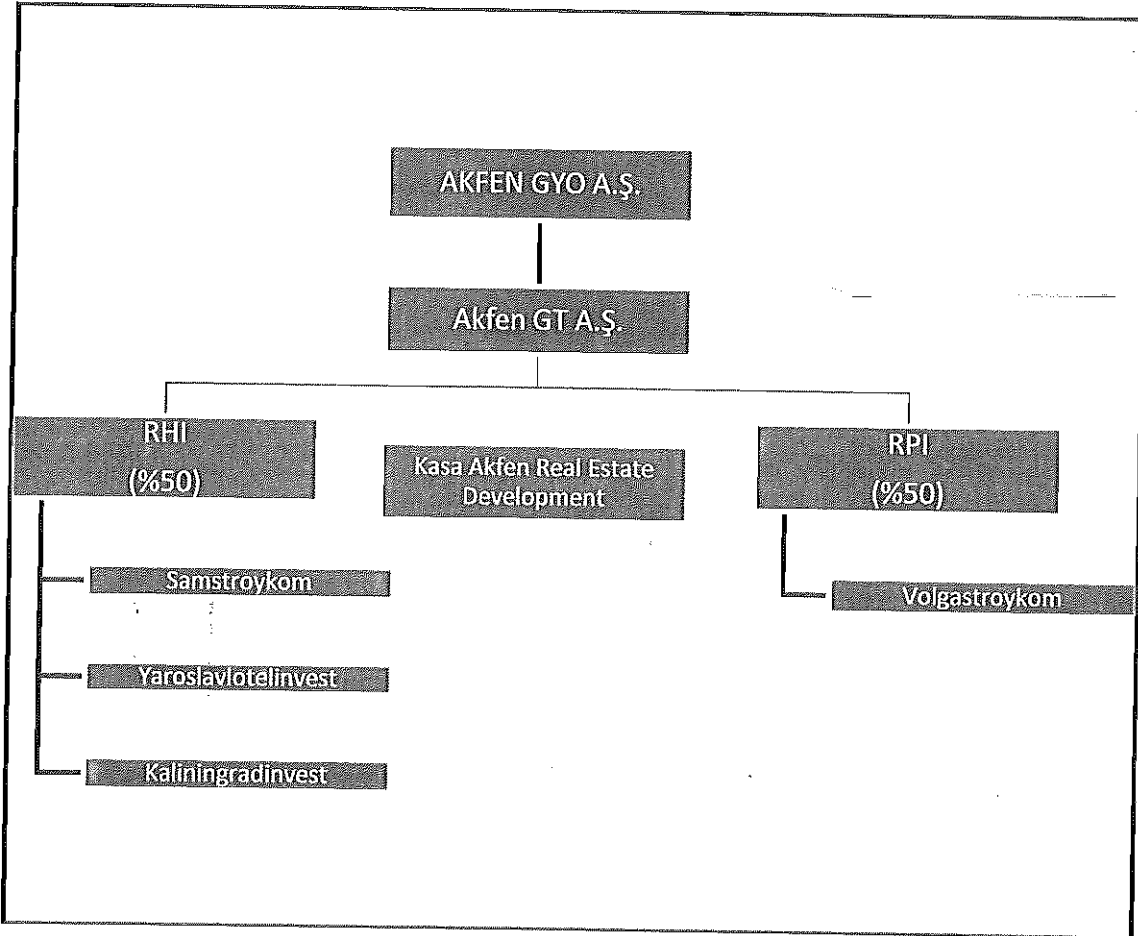 AKFEN GYO A.Ş.
Akfen GT A.Ş.
RHI
(%50)
Kasa Akfen Real Estate
Development
RPI
(%50)
Samstroykom
Volgastroykom
Yaroslavlotelinvest
Kaliningradinvest